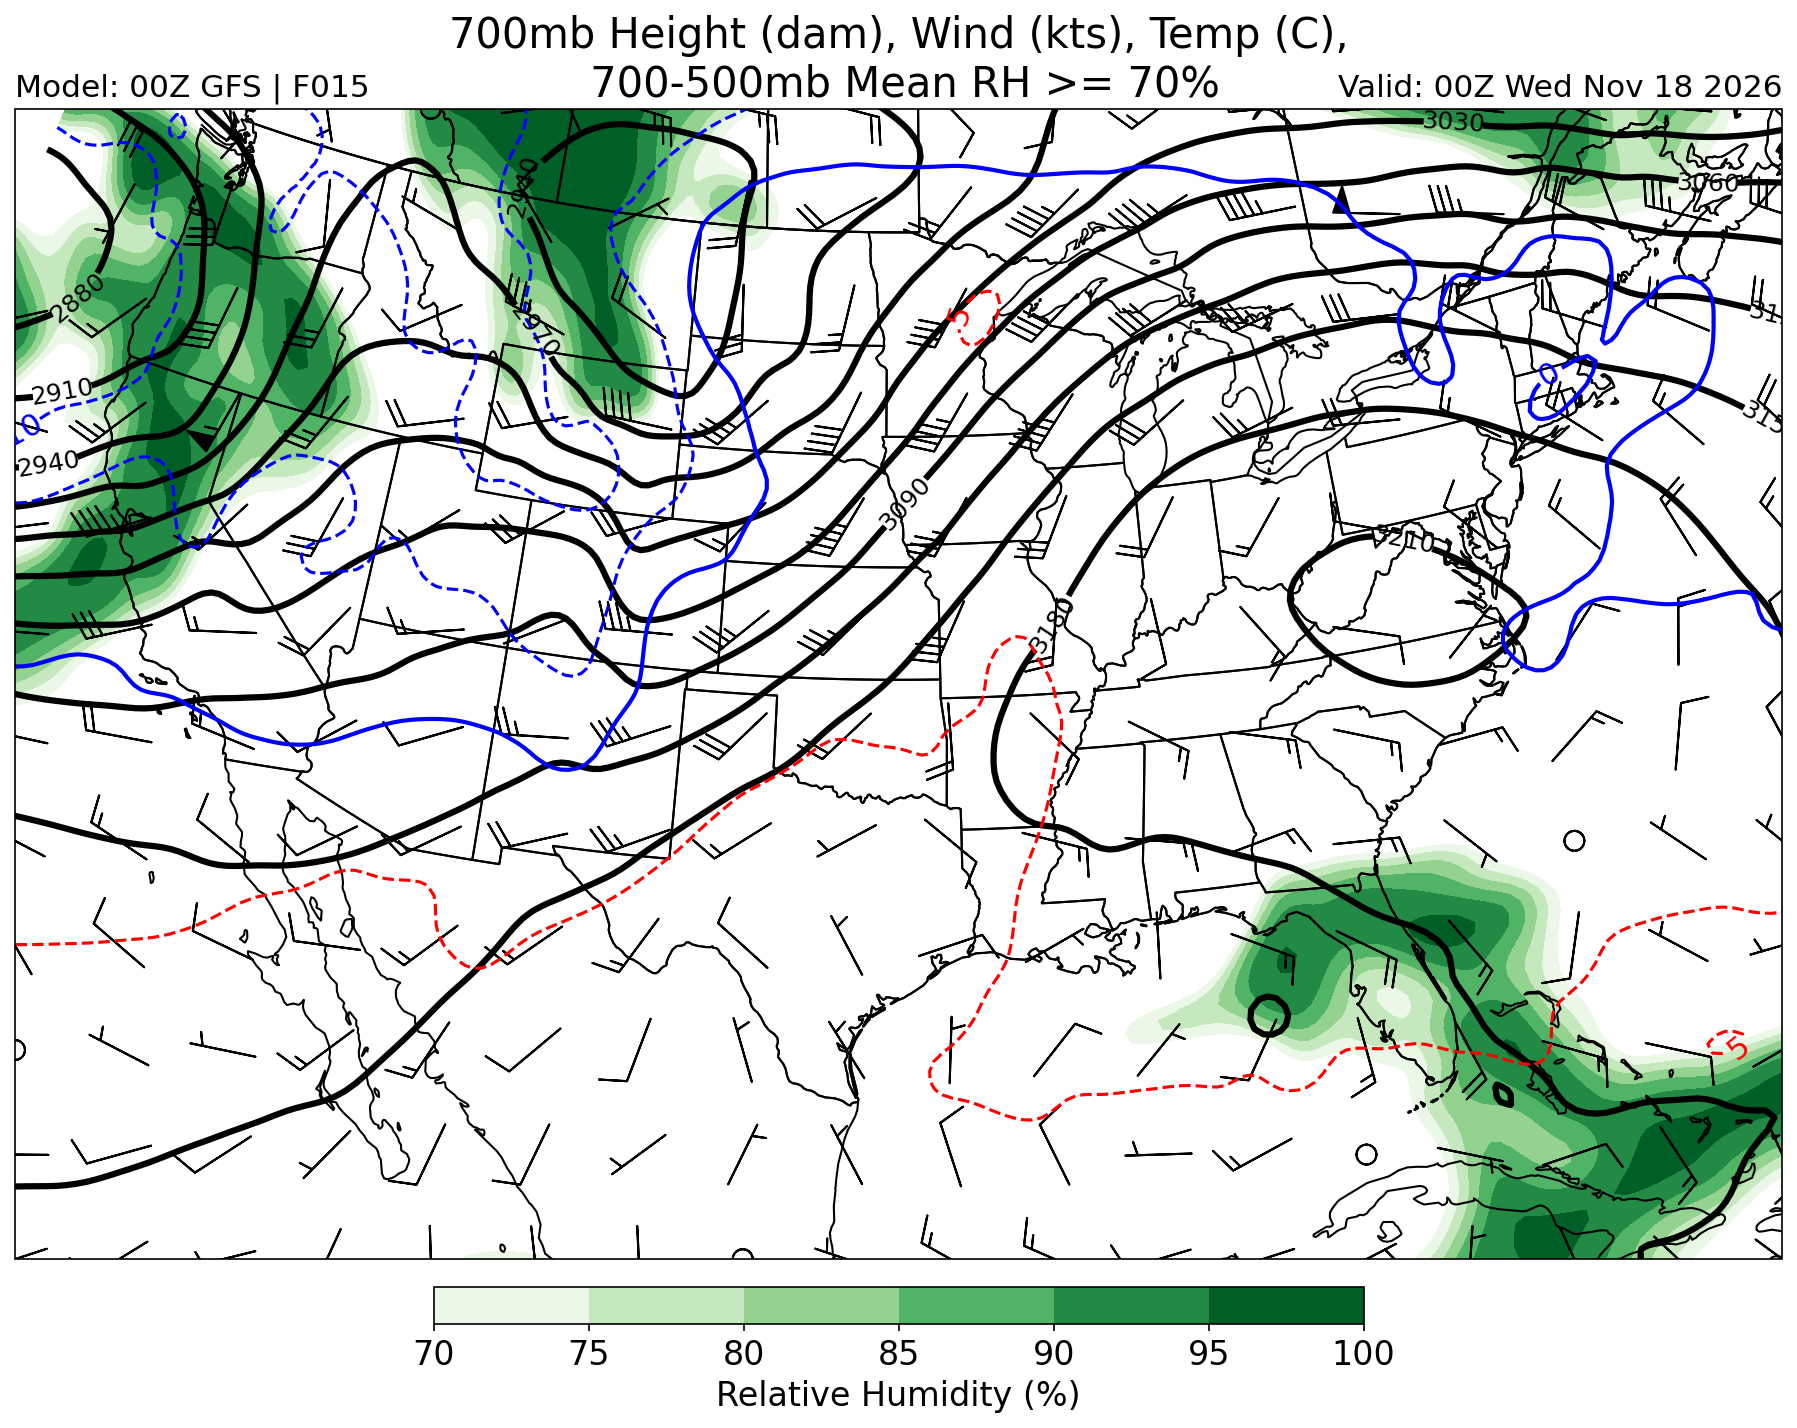 700mb Height (dam), Wind (kts), Temp (C),
700-500mb Mean RH >= 70%
Model: 00Z GFS | F015
Valid: 00Z Wed Nov 18 2026
3030
2940
3060
2880
2970
5
2910
0
2940
3090
3210
3180
5
70 75 80 85 90 95 100
Relative Humidity (%)